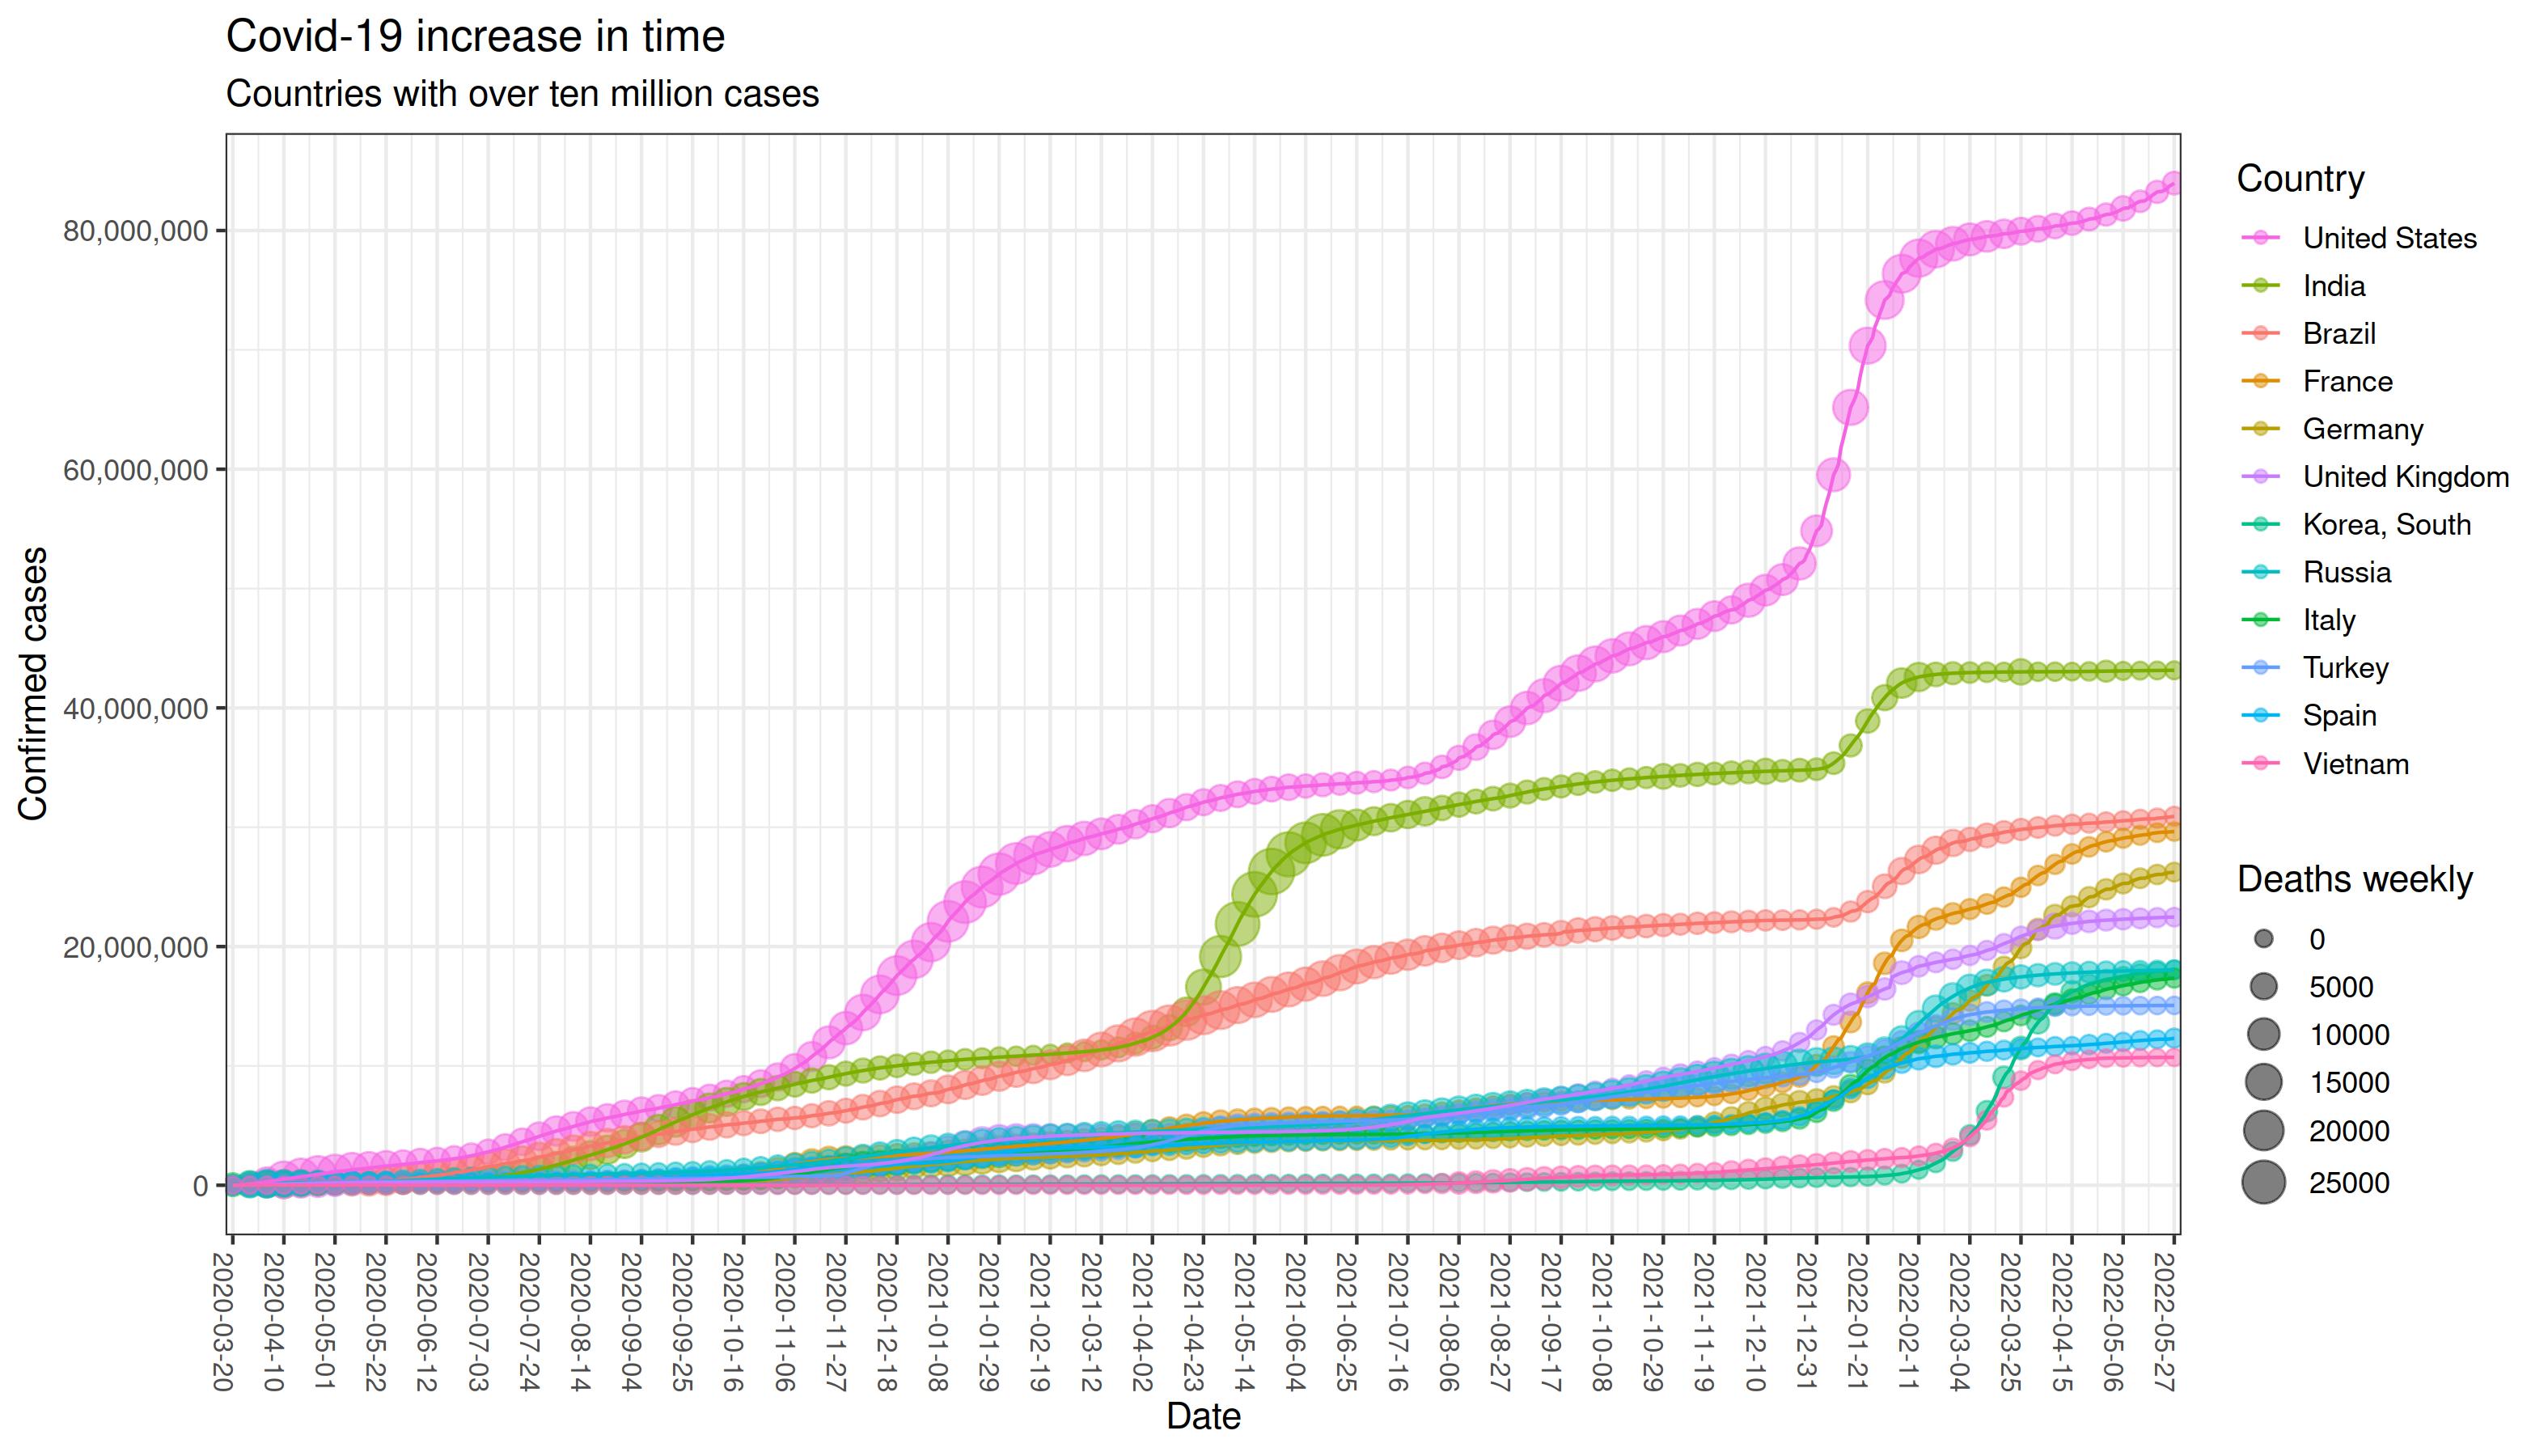 Covid-19 increase in time
Countries with over ten million cases
Confirmed cases
80,000,000
60,000,000
40,000,000
20,000,000
0
2020-03-20
2020-04-10
2020-05-01
2020-05-22
2020-06-12
2020-07-03
2020-07-24
2020-08-14
2020-09-04
2020-09-25
2020-10-16
2020-11-06
2020-11-27
2020-12-18
2021-01-08
2021-01-29
2021-02-19
2021-03-12
2021-04-02
2021-04-23
2021-05-14
2021-06-04
2021-06-25
2021-07-16
2021-08-06
2021-08-27
2021-09-17
2021-10-08
2021-10-29
2021-11-19
2021-12-10
2021-12-31
2022-01-21
2022-02-11
2022-03-04
2022-03-25
2022-04-15
2022-05-06
2022-05-27
Date
Country
United States
India
Brazil
France
Germany
United Kingdom
Korea, South
Russia
Italy
Turkey
Spain
Vietnam
Deaths weekly
0
5000
10000
15000
20000
25000